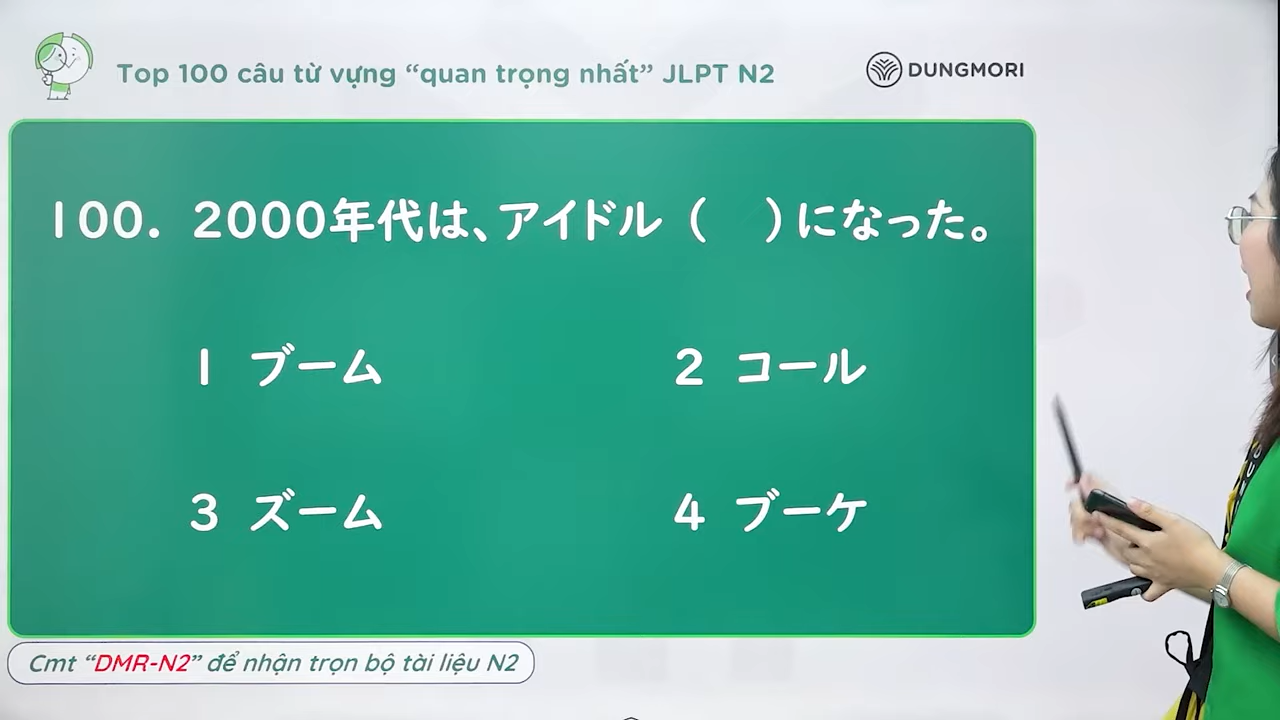 Top 100 câu từ vựng “quan trọng nhất” JLPT N2
DUNGMORI
100. 2000年代は、アイドル（　）になった。
1 ブーム
2 コール
3 ズーム
4 ブーケ
Cmt “DMR-N2” để nhận trọn bộ tài liệu N2